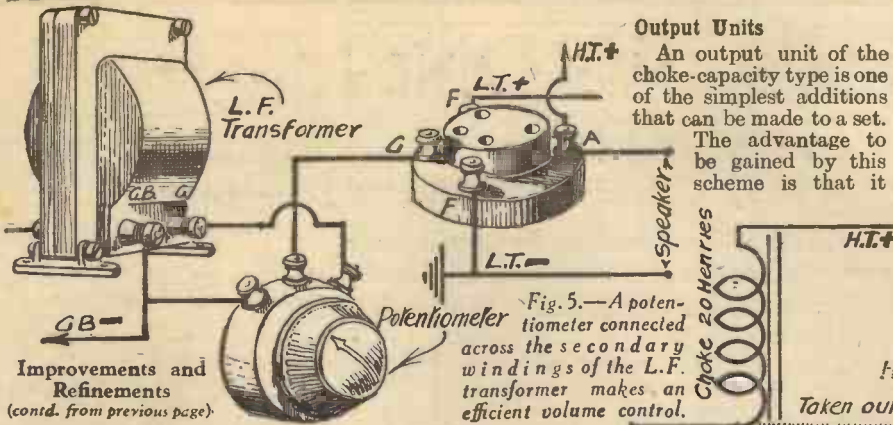 L.F.
Transformer
GB. G
GB-
Improvements and
Refinements
(contd. from previous page).
Potentiometer
H.T.+
L.T.+
F
G
A
F
L.T.-
Speaker
Fig. 5.—A poten-
tiometer connected
across the secondary
windings of the L.F.
transformer makes an
efficient volume control.
Output Units
An output unit of the
choke-capacity type is one
of the simplest additions
that can be made to a set.
The advantage to
be gained by this
scheme is that it
Choke 20 Henries
H.T.+
Taken